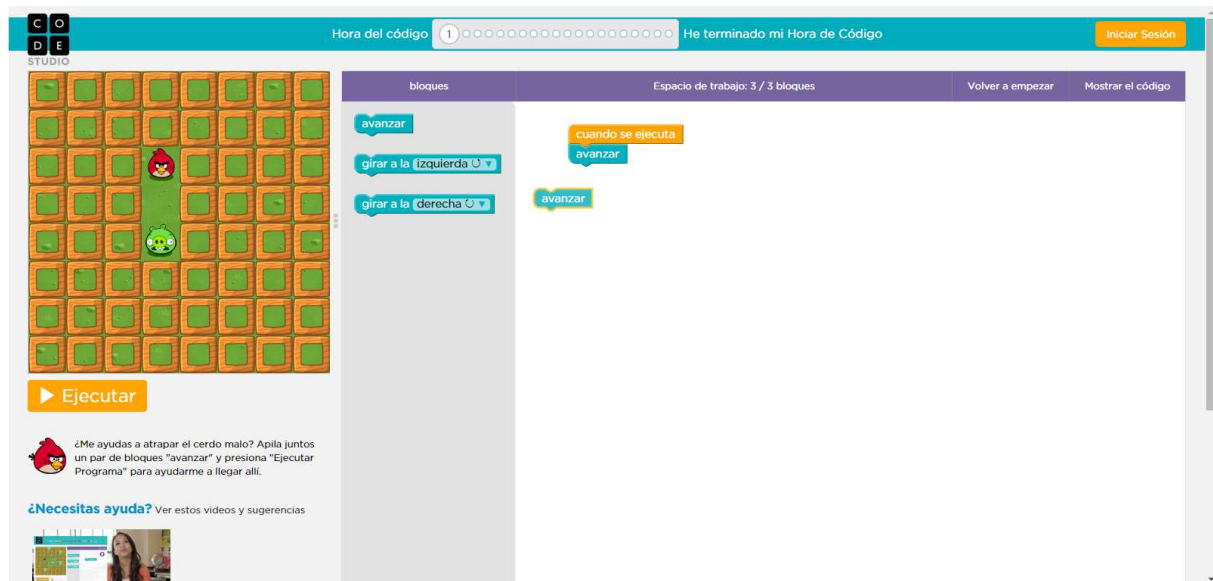 CO
DE
STUDIO
Hora del código 1 He terminado mi Hora de Código
Iniciar Sesión
bloques
Espacio de trabajo: 3 / 3 bloques
Volver a empezar
Mostrar el código
avanzar
girar a la izquierda ↺ ▼
girar a la derecha ↻ ▼
cuando se ejecuta
avanzar
avanzar
Ejecutar
¿Me ayudas a atrapar el cerdo malo? Apila juntos
un par de bloques "avanzar" y presiona "Ejecutar
Programa" para ayudarme a llegar allí.
¿Necesitas ayuda? Ver estos videos y sugerencias